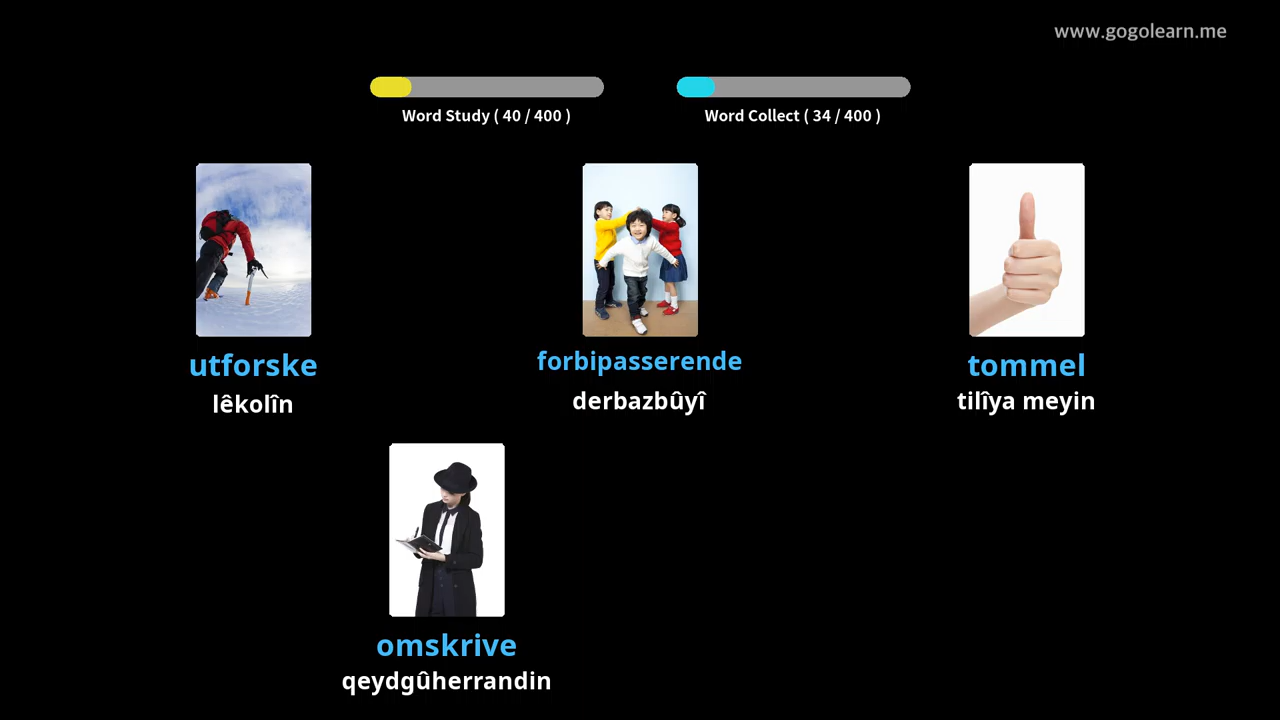 www.gogolearn.me
Word Study ( 40 / 400 )
Word Collect ( 34 / 400 )
utforske
lêkolîn
forbipasserende
derbazbûyî
tommel
tilîya meyin
omskrive
qeydgûherrandin